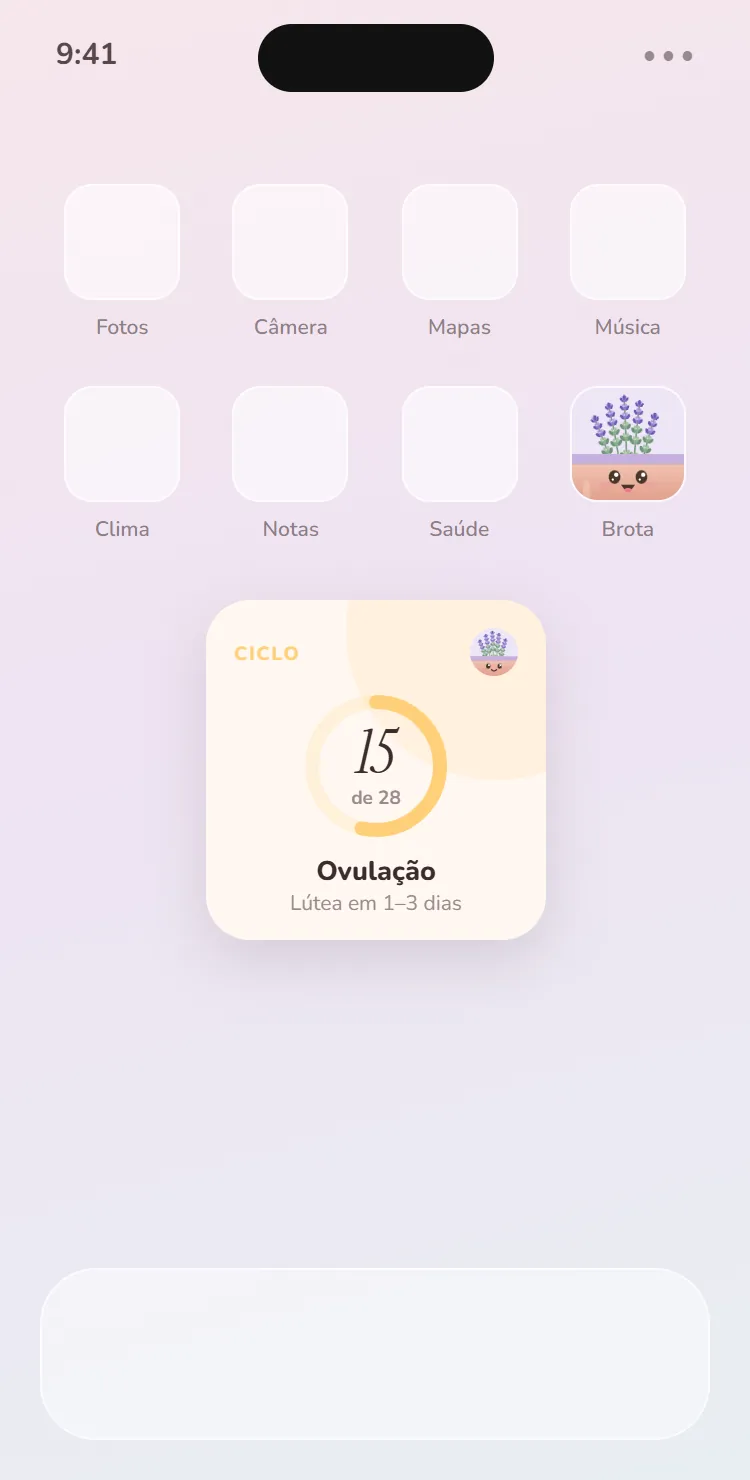 9:41
Fotos Câmera Mapas Música
Clima Notas Saúde Brota
CICLO
15
de 28
Ovulação
Lútea em 1–3 dias